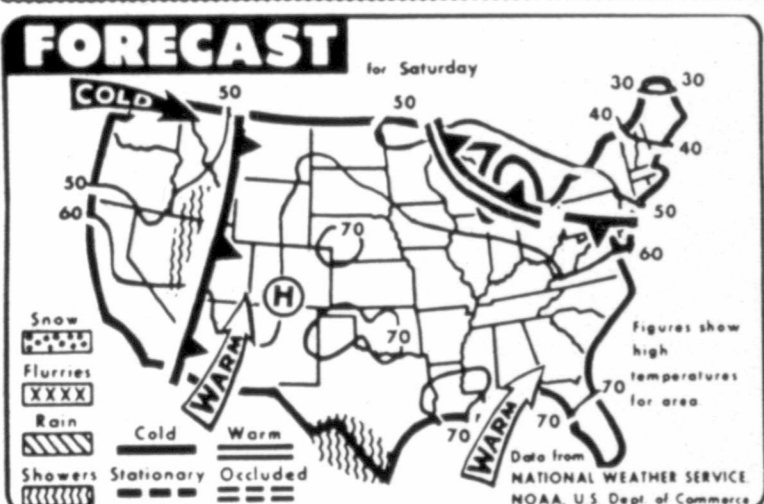 FORECAST
for Saturday
COLD
50
50
30
30
40
40
50
60
50
60
70
H
70
70
70
70
WARM
WARM
Figures show
high
temperatures
for area.
Snow
Flurries
XXXX
Rain
Showers
Cold
Warm
Stationary
Occluded
Data from
NATIONAL WEATHER SERVICE,
NOAA, U.S. Dept. of Commerce